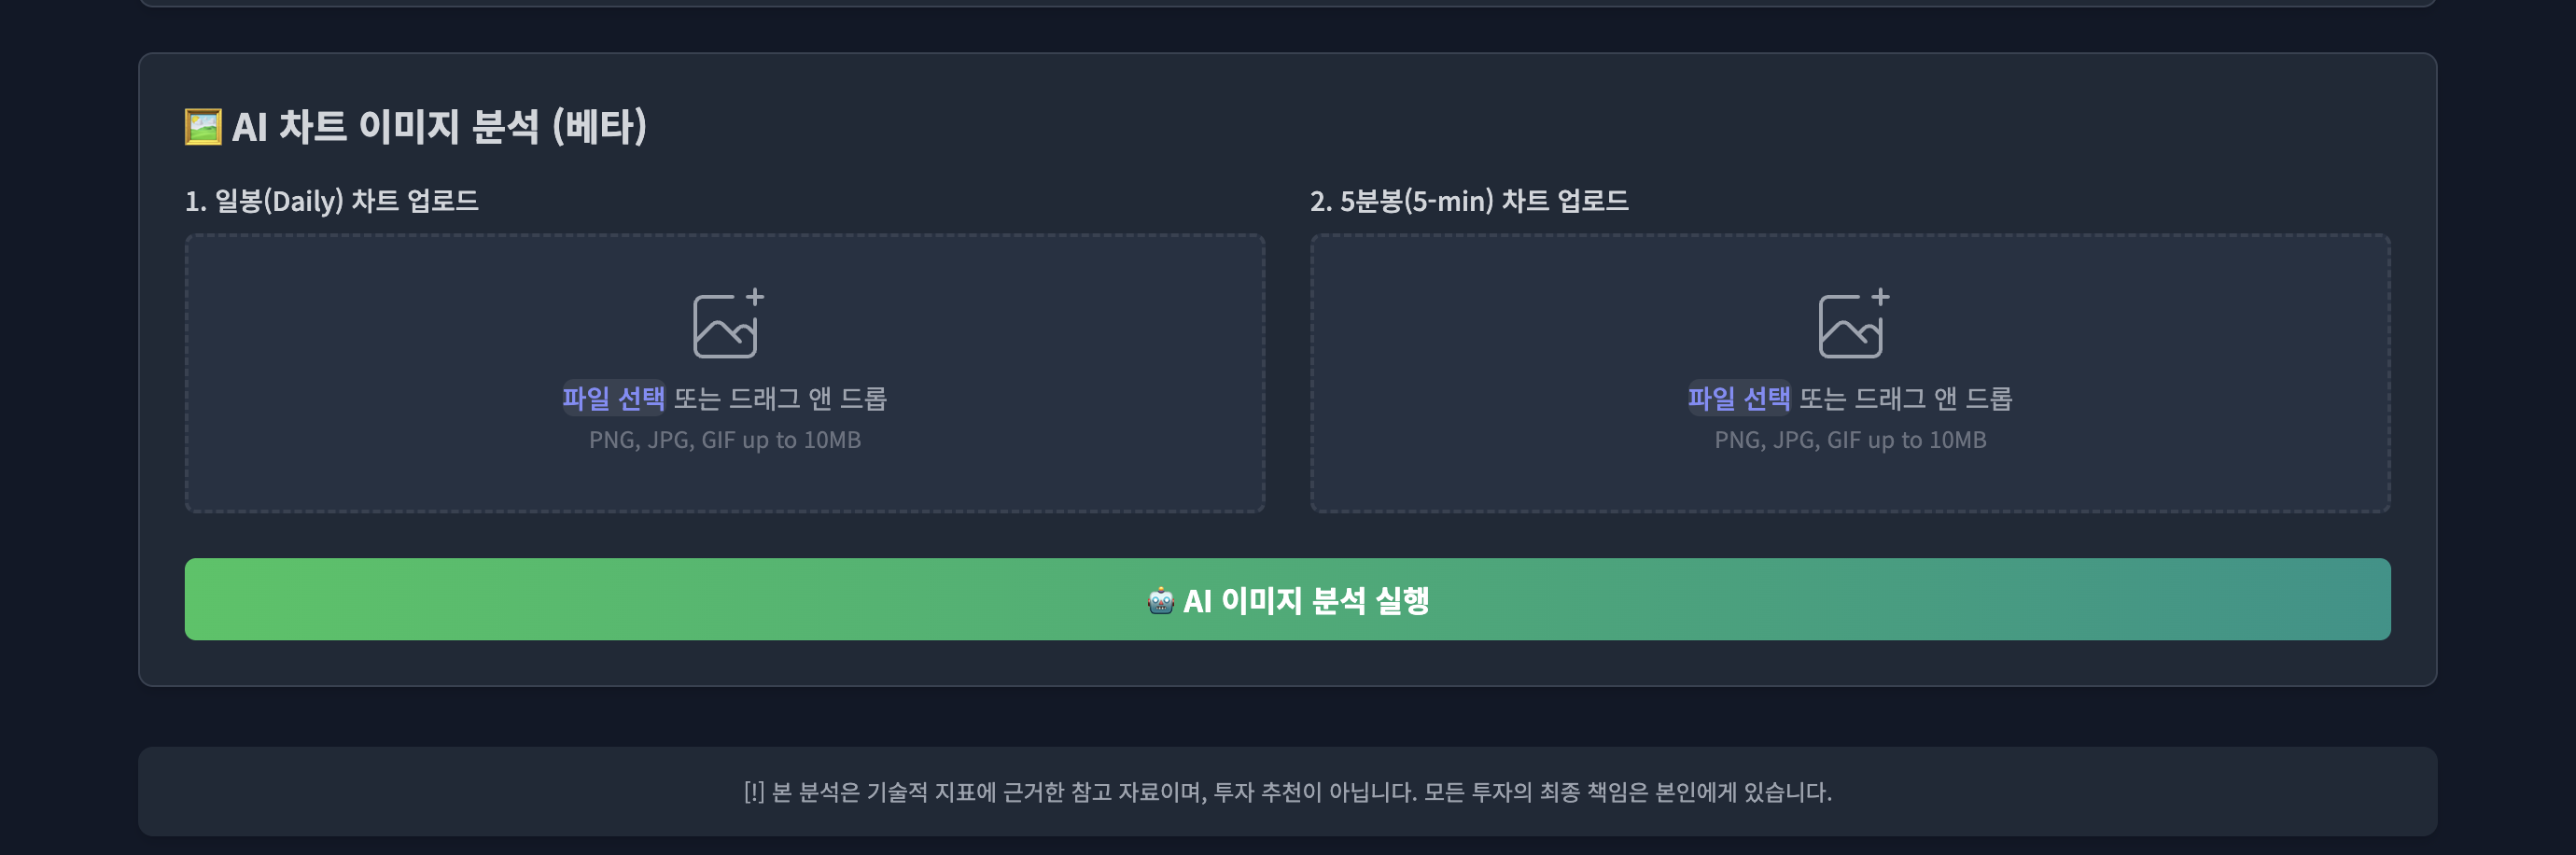 🖼️ AI 차트 이미지 분석 (베타)
1. 일봉(Daily) 차트 업로드
파일 선택 또는 드래그 앤 드롭
PNG, JPG, GIF up to 10MB
2. 5분봉(5-min) 차트 업로드
파일 선택 또는 드래그 앤 드롭
PNG, JPG, GIF up to 10MB
🤖 AI 이미지 분석 실행
[!] 본 분석은 기술적 지표에 근거한 참고 자료이며, 투자 추천이 아닙니다. 모든 투자의 최종 책임은 본인에게 있습니다.